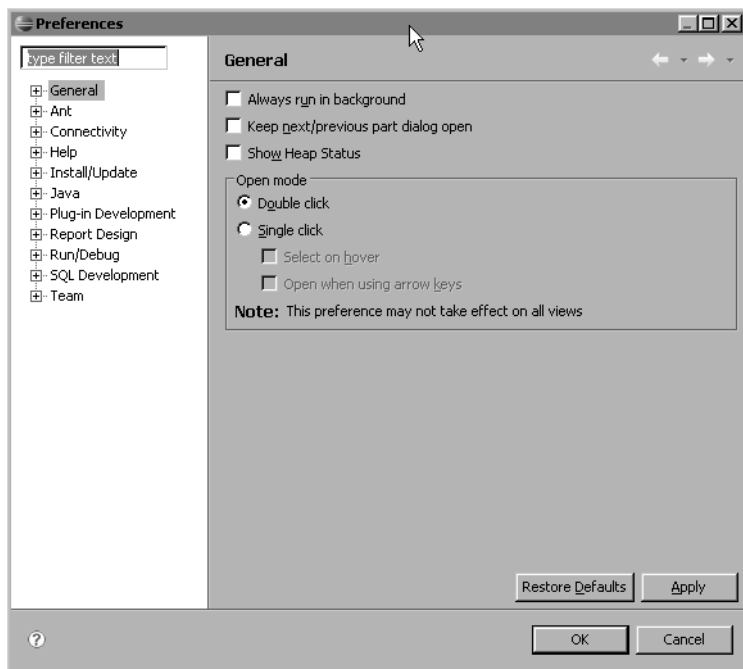 Preferences
type filter text
General
Ant
Connectivity
Help
Install/Update
Java
Plug-in Development
Report Design
Run/Debug
SQL Development
Team
General
Always run in background
Keep next/previous part dialog open
Show Heap Status
Open mode
Double click
Single click
Select on hover
Open when using arrow keys
Note: This preference may not take effect on all views
Restore Defaults
Apply
?
OK
Cancel